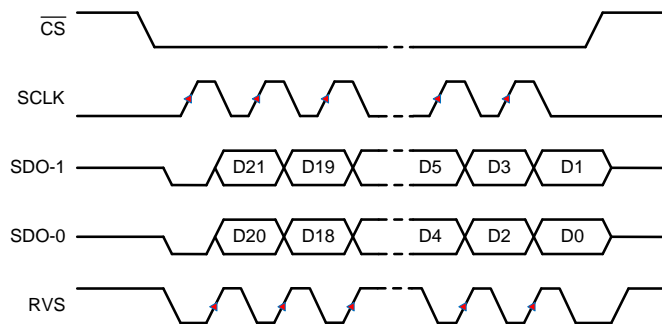 CS
SCLK
SDO-1 D21 D19 D5 D3 D1
SDO-0 D20 D18 D4 D2 D0
RVS